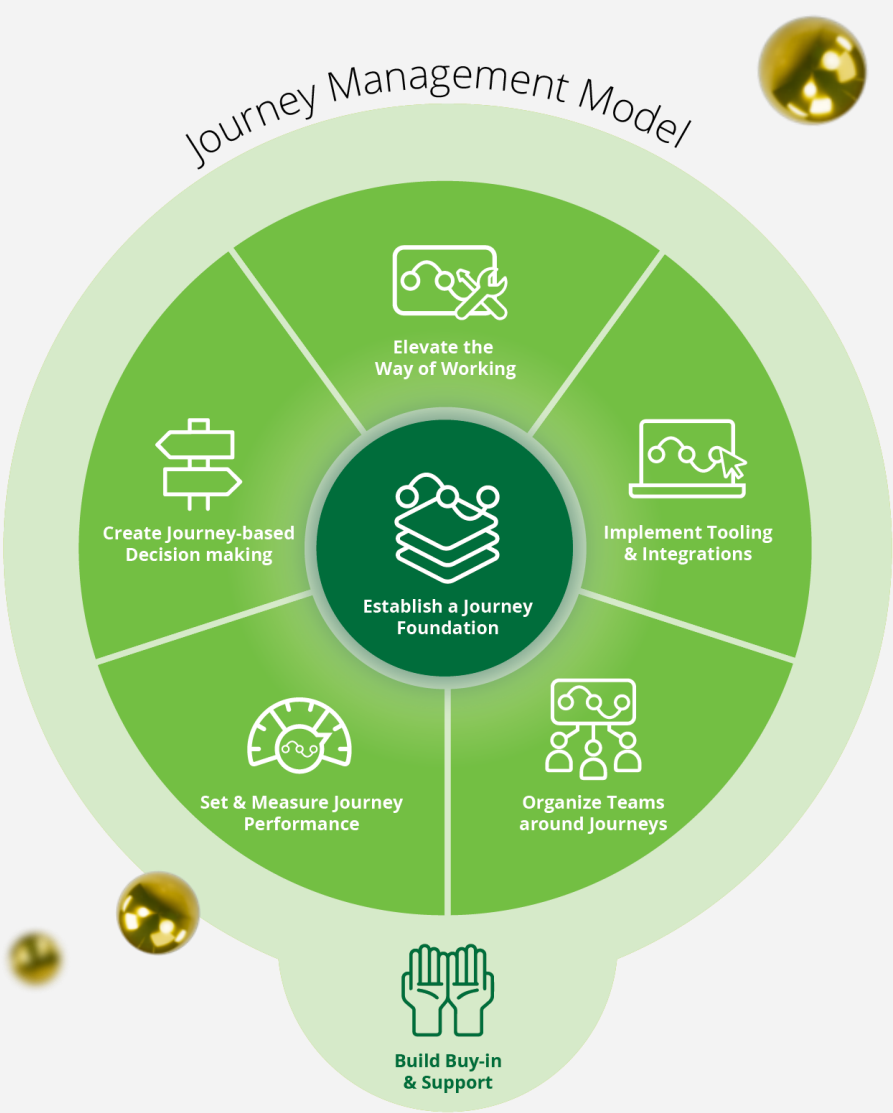 Journey Management Model
Elevate the
Way of Working
Create Journey-based
Decision making
Implement Tooling
& Integrations
Establish a Journey
Foundation
Set & Measure Journey
Performance
Organize Teams
around Journeys
Build Buy-in
& Support